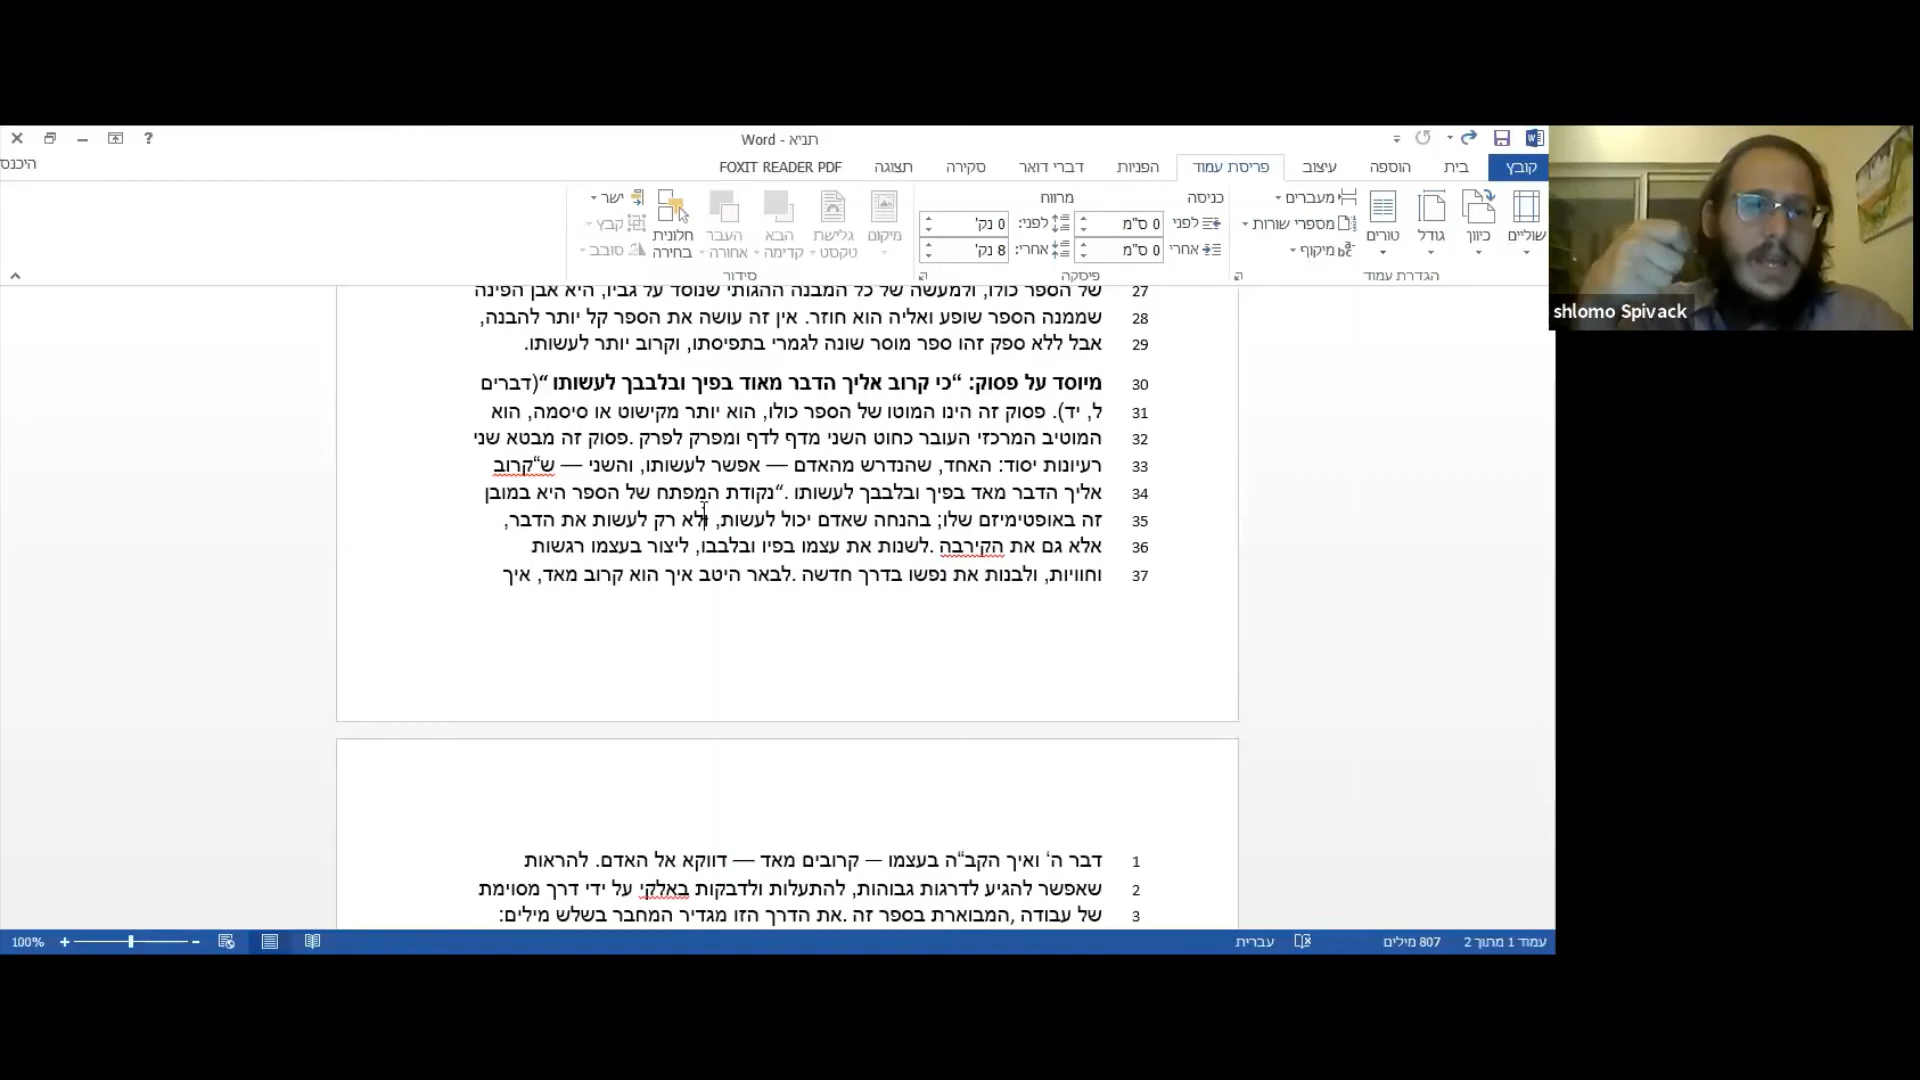 תניא - Word
היכנס
קובץ בית הוספה עיצוב פריסת עמוד הפניות דברי דואר סקירה תצוגה FOXIT READER PDF
שוליים כיוון גודל טורים מעברים מספרי שורות מיקוף
הגדרת עמוד
כניסה מרווח
לפני 0 ס"מ לפני: 0 נק'
אחרי 0 ס"מ אחרי: 8 נק'
פיסקה
מיקום גלישת טקסט הבא קדימה העבר אחורה חלונית בחירה ישר קבץ סובב
סידור
shlomo Spivack
27 של הספר כולו, ולמעשה של כל המבנה ההגותי שנוסד על גביו, היא אבן הפינה
28 שממנה הספר שופע ואליה הוא חוזר. אין זה עושה את הספר קל יותר להבנה,
29 אבל ללא ספק זהו ספר מוסר שונה לגמרי בתפיסתו, וקרוב יותר לעשותו.
30 מיוסד על פסוק: “כי קרוב אליך הדבר מאוד בפיך ובלבבך לעשותו “(דברים
31 ל, יד). פסוק זה הינו המוטו של הספר כולו, הוא יותר מקישוט או סיסמה, הוא
32 המוטיב המרכזי העובר כחוט השני מדף לדף ומפרק לפרק .פסוק זה מבטא שני
33 רעיונות יסוד: האחד, שהנדרש מהאדם — אפשר לעשותו, והשני — ש“קרוב
34 אליך הדבר מאד בפיך ובלבבך לעשותו .“נקודת המפתח של הספר היא במובן
35 זה באופטימיזם שלו; בהנחה שאדם יכול לעשות, ולא רק לעשות את הדבר,
36 אלא גם את הקירבה .לשנות את עצמו בפיו ובלבבו, ליצור בעצמו רגשות
37 וחוויות, ולבנות את נפשו בדרך חדשה .לבאר היטב איך הוא קרוב מאד, איך
1 דבר ה‘ ואיך הקב“ה בעצמו — קרובים מאד — דווקא אל האדם. להראות
2 שאפשר להגיע לדרגות גבוהות, להתעלות ולדבקות באלקי על ידי דרך מסוימת
3 של עבודה ,המבוארת בספר זה .את הדרך הזו מגדיר המחבר בשלש מילים:
עמוד 1 מתוך 2 807 מילים עברית 100%